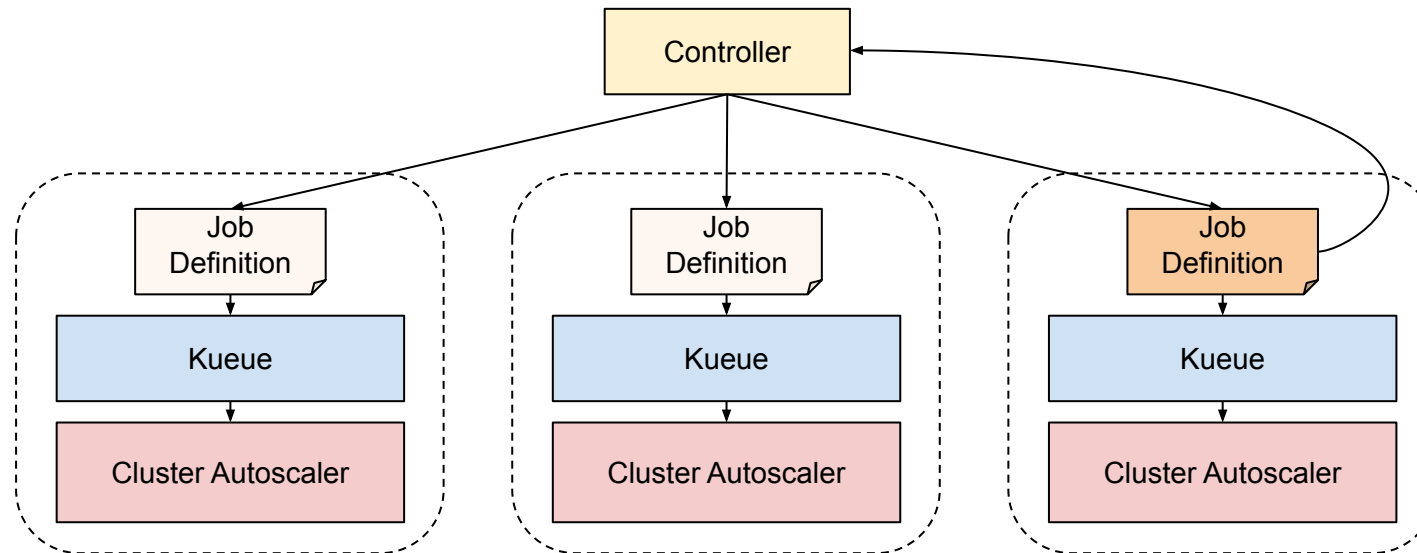 Controller
Job
Definition
Job
Definition
Job
Definition
Kueue
Kueue
Kueue
Cluster Autoscaler
Cluster Autoscaler
Cluster Autoscaler